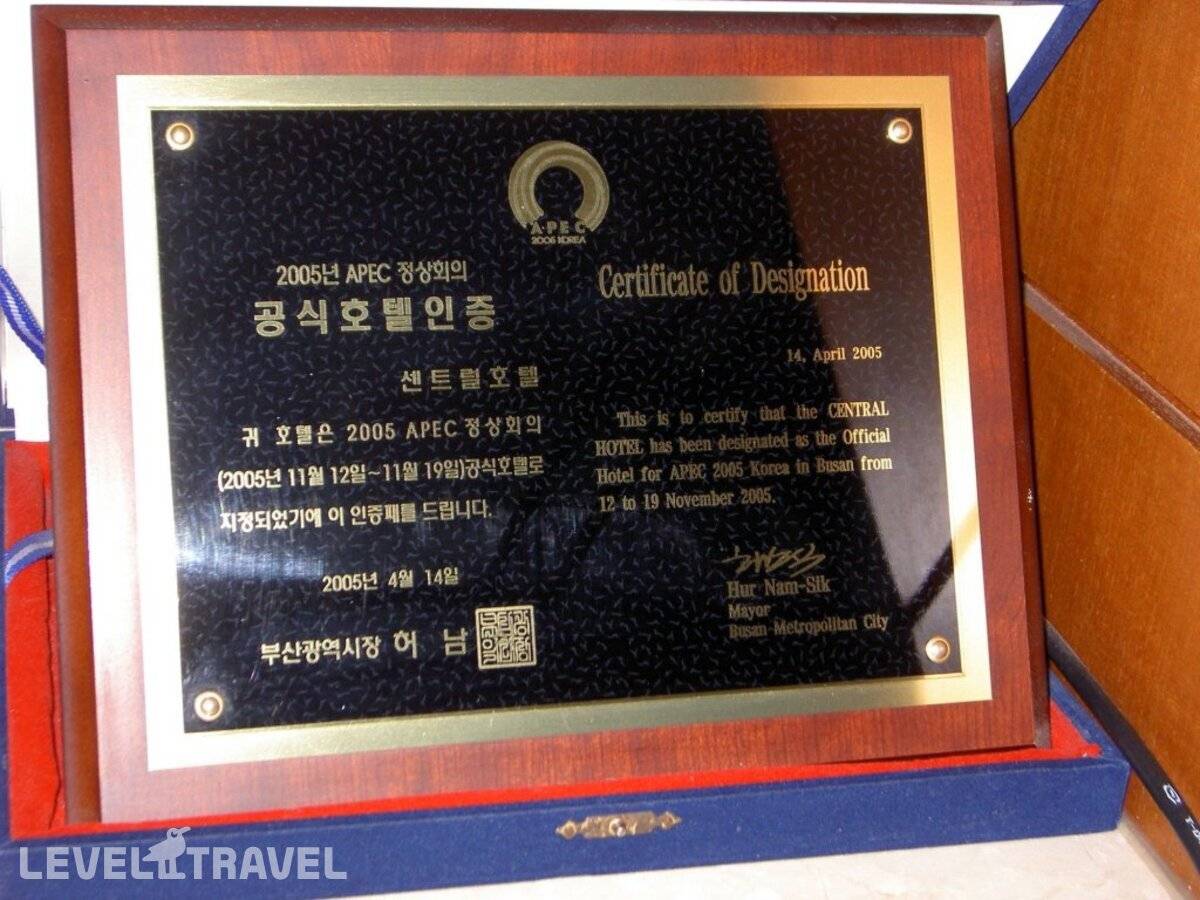 APEC
2005 KOREA
2005년 APEC 정상회의
공식호텔인증
센트럴호텔
귀 호텔은 2005 APEC 정상회의
(2005년 11월 12일~11월 19일)공식호텔로
지정되었기에 이 인증패를 드립니다.
2005년 4월 14일
부산광역시장 허 남
Certificate of Designation
14, April 2005
This is to certify that the CENTRAL
HOTEL has been designated as the Official
Hotel for APEC 2005 Korea in Busan from
12 to 19 November 2005.
Hur Nam-Sik
Mayor
Busan Metropolitan City
LEVEL TRAVEL